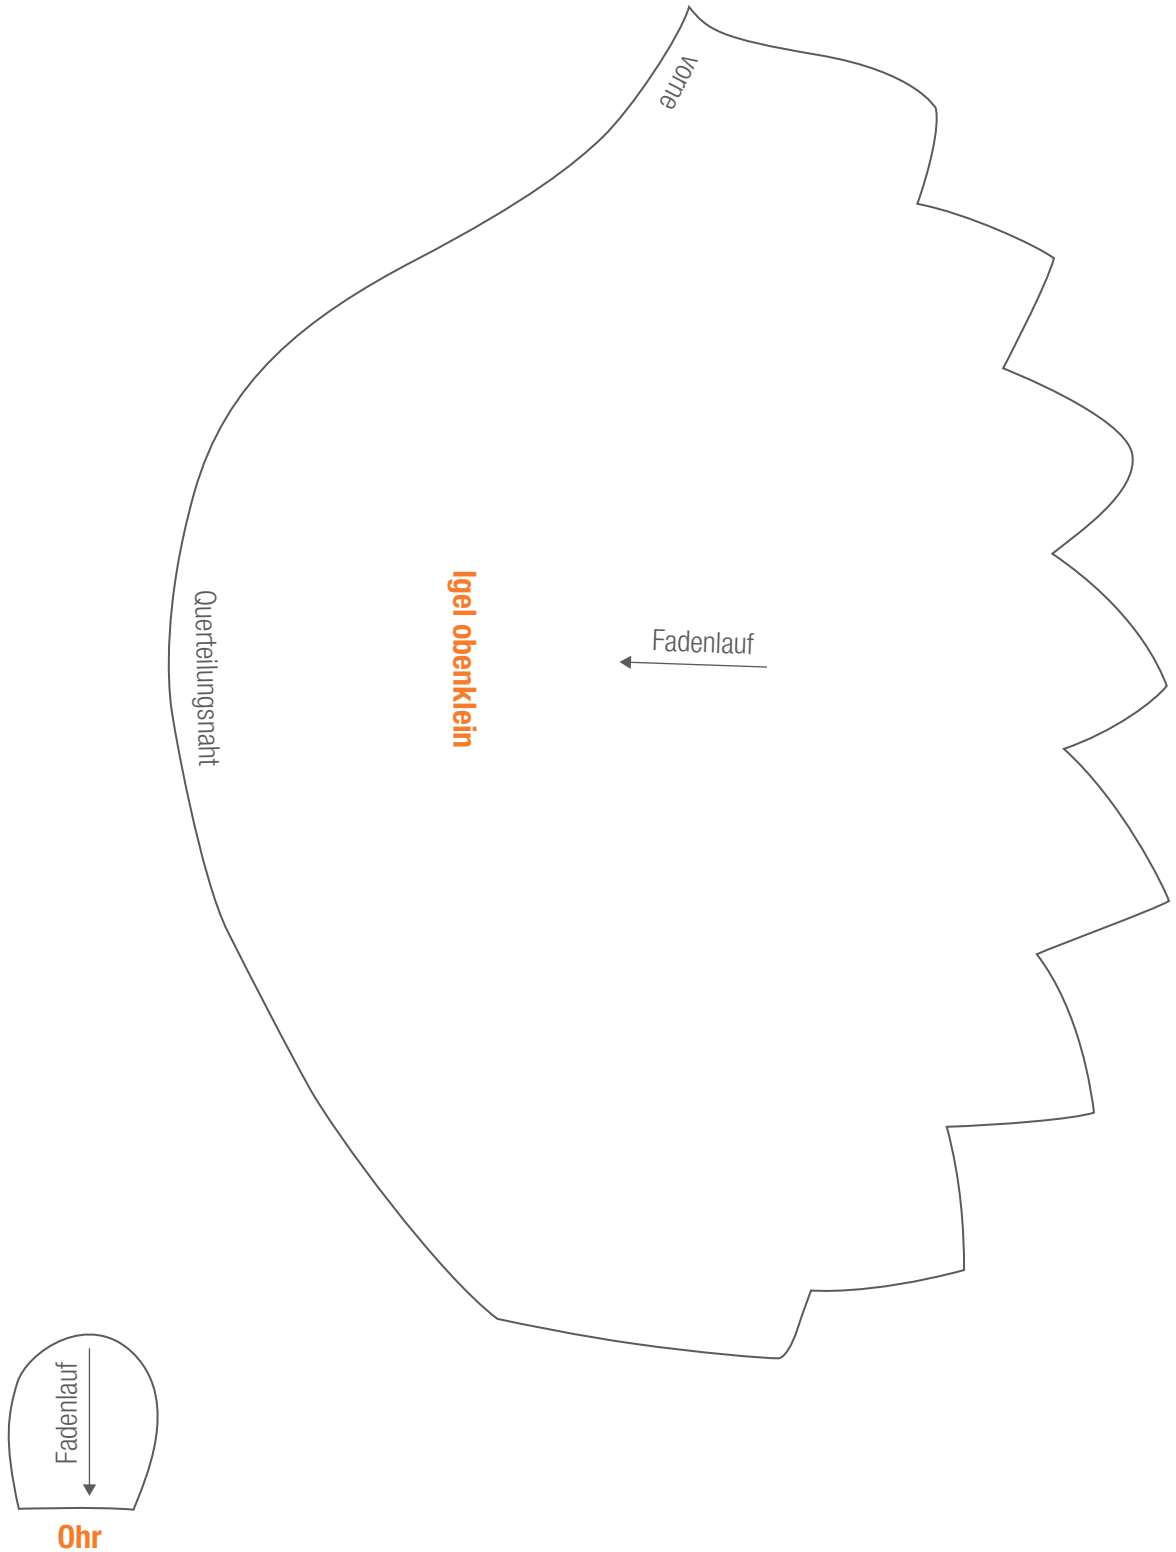 vorne
Fadenlauf
Igel obenklein
Querteilungsnaht
Fadenlauf
Ohr